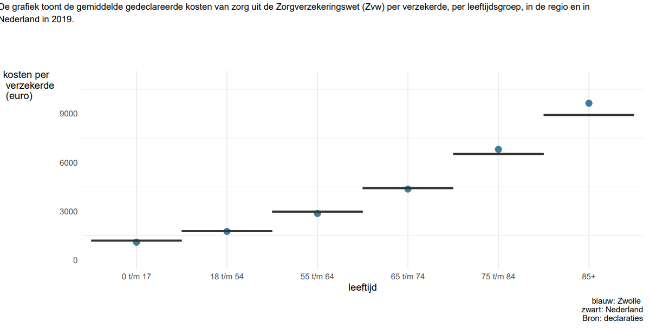 De grafiek toont de gemiddelde gedeclareerde kosten van zorg uit de Zorgverzekeringswet (Zvw) per verzekerde, per leeftijdsgroep, in de regio en in
Nederland in 2019.
kosten per
verzekerde
(euro)
9000
6000
3000
0
0 t/m 17
18 t/m 54
55 t/m 64
65 t/m 74
75 t/m 84
85+
leeftijd
blauw: Zwolle
zwart: Nederland
Bron: declaraties